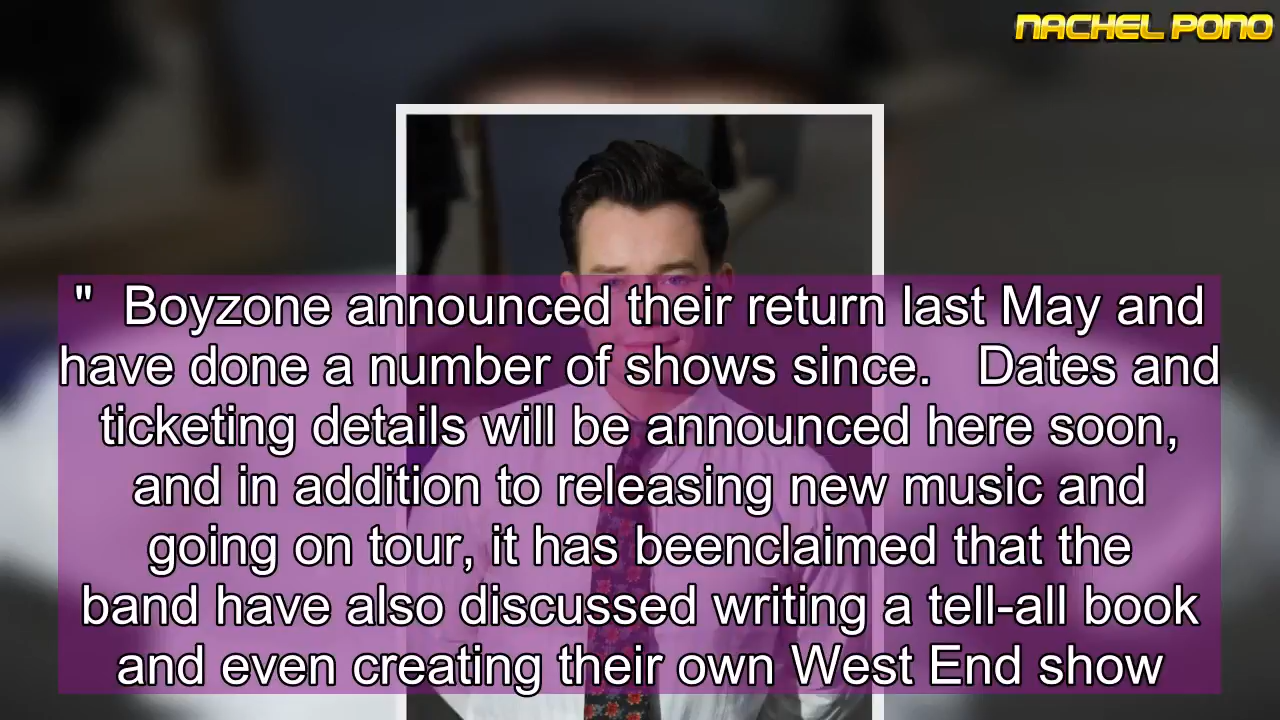 NACHEL PONO
" Boyzone announced their return last May and
have done a number of shows since. Dates and
ticketing details will be announced here soon,
and in addition to releasing new music and
going on tour, it has beenclaimed that the
band have also discussed writing a tell-all book
and even creating their own West End show